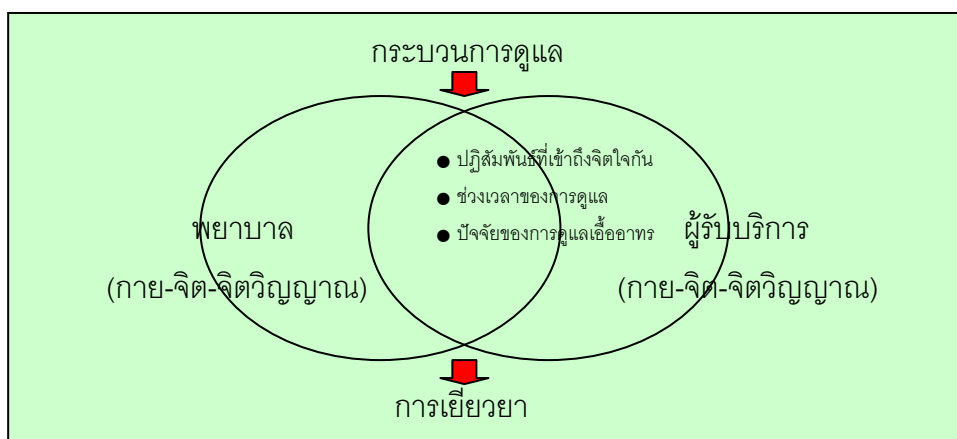 กระบวนการดูแล
● ปฏิสัมพันธ์ที่เข้าถึงจิตใจกัน
● ช่วงเวลาของการดูแล
● ปัจจัยของการดูแลเอื้ออาทร
พยาบาล
(กาย-จิต-จิตวิญญาณ)
ผู้รับบริการ
(กาย-จิต-จิตวิญญาณ)
การเยี่ยวยา